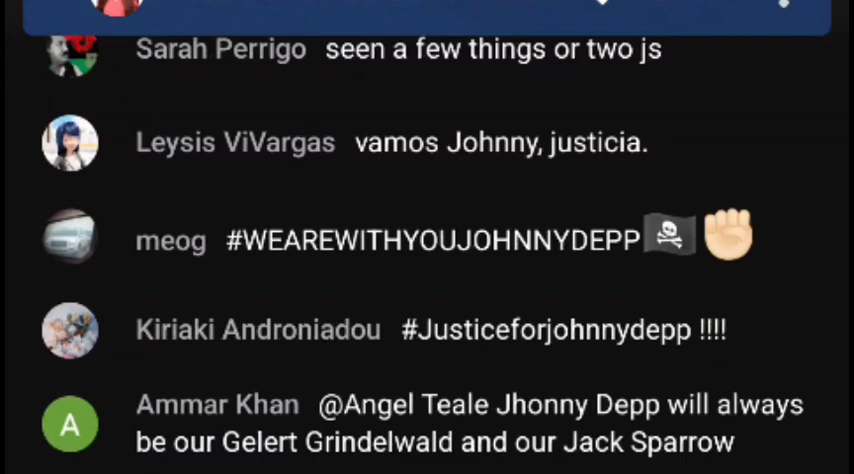 Sarah Perrigo seen a few things or two js
Leysis ViVargas vamos Johnny, justicia.
meog #WEAREWITHYOUJOHNNYDEPP🏴‍☠️✊🏼
Kiriaki Androniadou #Justiceforjohnnydepp !!!!
A
Ammar Khan @Angel Teale Jhonny Depp will always
be our Gelert Grindelwald and our Jack Sparrow